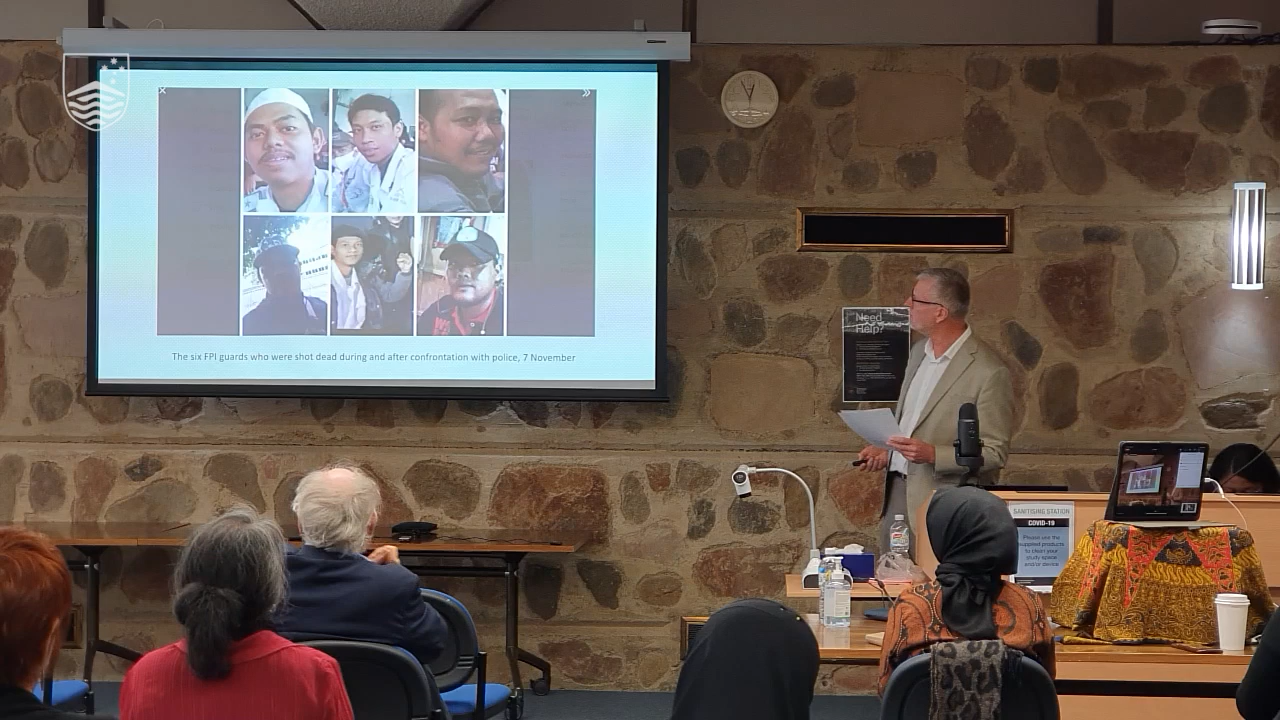 The six FPI guards who were shot dead during and after confrontation with police, 7 November
Need
Help?
SANITISING STATION
COVID-19
Please use the
supplied products
to clean your
study space
and/or device